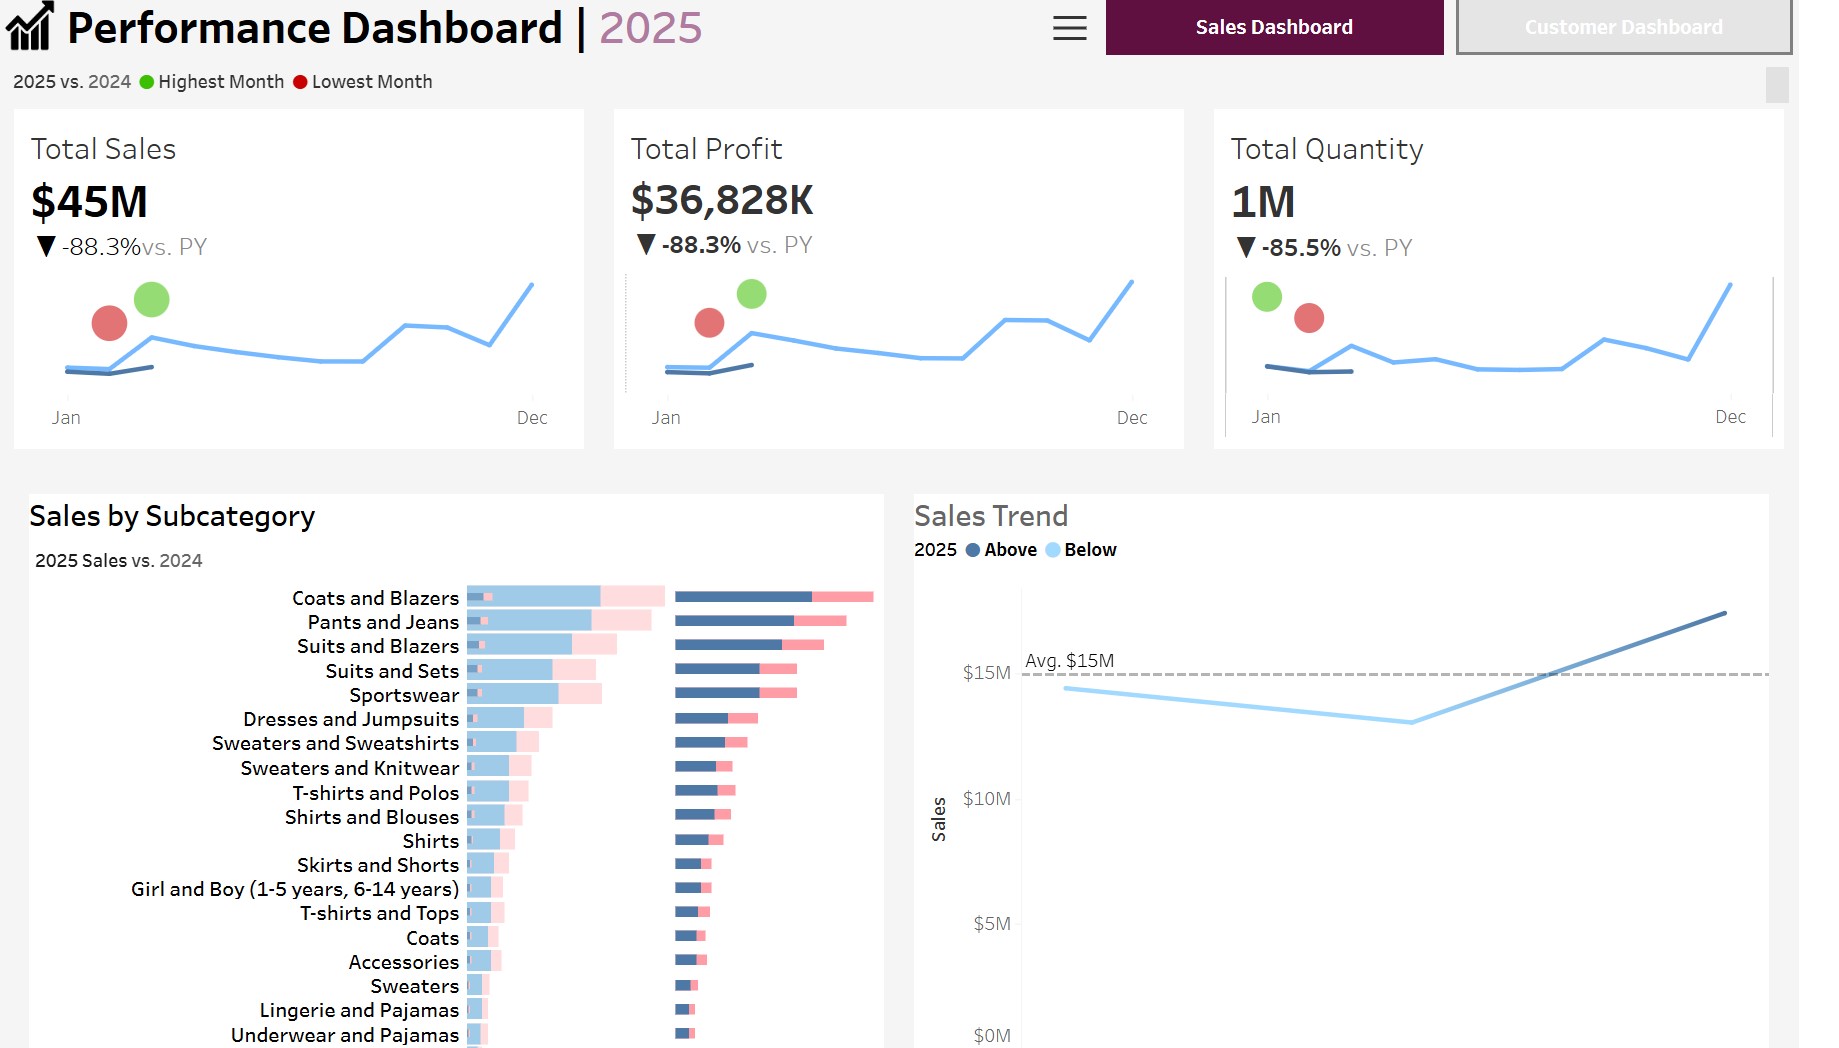 Performance Dashboard | 2025
Sales Dashboard
Customer Dashboard
2025 vs. 2024 Highest Month Lowest Month
Total Sales
$45M
▼ -88.3%vs. PY
Jan Dec
Total Profit
$36,828K
▼ -88.3% vs. PY
Jan Dec
Total Quantity
1M
▼ -85.5% vs. PY
Jan Dec
Sales by Subcategory
2025 Sales vs. 2024
Coats and Blazers
Pants and Jeans
Suits and Blazers
Suits and Sets
Sportswear
Dresses and Jumpsuits
Sweaters and Sweatshirts
Sweaters and Knitwear
T-shirts and Polos
Shirts and Blouses
Shirts
Skirts and Shorts
Girl and Boy (1-5 years, 6-14 years)
T-shirts and Tops
Coats
Accessories
Sweaters
Lingerie and Pajamas
Underwear and Pajamas
Sales Trend
2025 Above Below
Avg. $15M
$15M
$10M
$5M
$0M
Sales